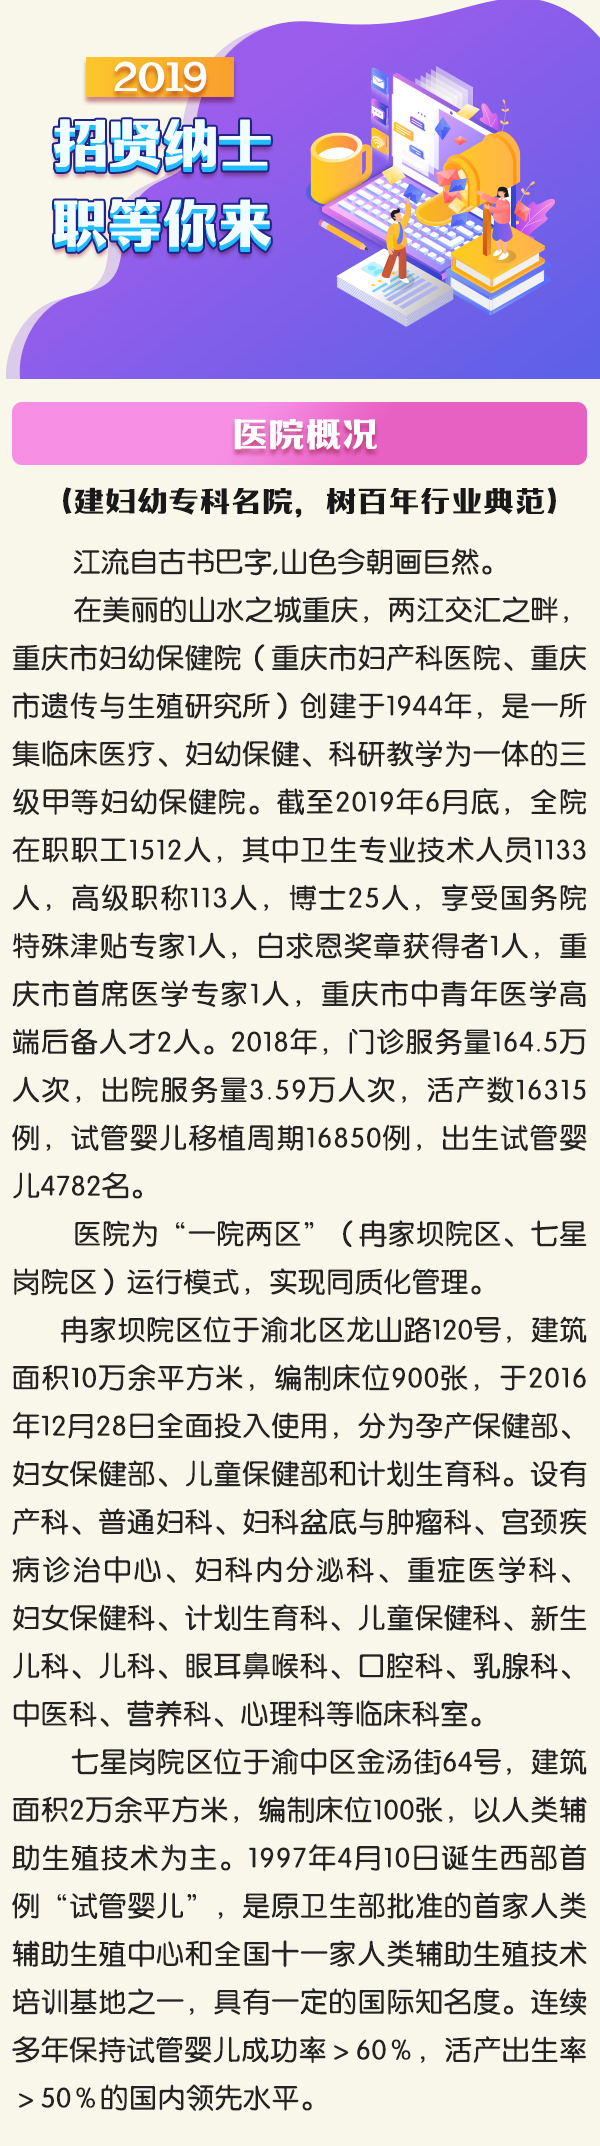 2019
招贤纳士
职等你来
医院概况
(建妇幼专科名院，树百年行业典范)
江流自古书巴字,山色今朝画巨然。
在美丽的山水之城重庆，两江交汇之畔，
重庆市妇幼保健院（重庆市妇产科医院、重庆
市遗传与生殖研究所）创建于1944年，是一所
集临床医疗、妇幼保健、科研教学为一体的三
级甲等妇幼保健院。截至2019年6月底，全院
在职职工1512人，其中卫生专业技术人员1133
人，高级职称113人，博士25人，享受国务院
特殊津贴专家1人，白求恩奖章获得者1人，重
庆市首席医学专家1人，重庆市中青年医学高
端后备人才2人。2018年，门诊服务量164.5万
人次，出院服务量3.59万人次，活产数16315
例，试管婴儿移植周期16850例，出生试管婴
儿4782名。
医院为“一院两区”（冉家坝院区、七星
岗院区）运行模式，实现同质化管理。
冉家坝院区位于渝北区龙山路120号，建筑
面积10万余平方米，编制床位900张，于2016
年12月28日全面投入使用，分为孕产保健部、
妇女保健部、儿童保健部和计划生育科。设有
产科、普通妇科、妇科盆底与肿瘤科、宫颈疾
病诊治中心、妇科内分泌科、重症医学科、
妇女保健科、计划生育科、儿童保健科、新生
儿科、儿科、眼耳鼻喉科、口腔科、乳腺科、
中医科、营养科、心理科等临床科室。
七星岗院区位于渝中区金汤街64号，建筑
面积2万余平方米，编制床位100张，以人类辅
助生殖技术为主。1997年4月10日诞生西部首
例“试管婴儿”，是原卫生部批准的首家人类
辅助生殖中心和全国十一家人类辅助生殖技术
培训基地之一，具有一定的国际知名度。连续
多年保持试管婴儿成功率＞60％，活产出生率
＞50％的国内领先水平。